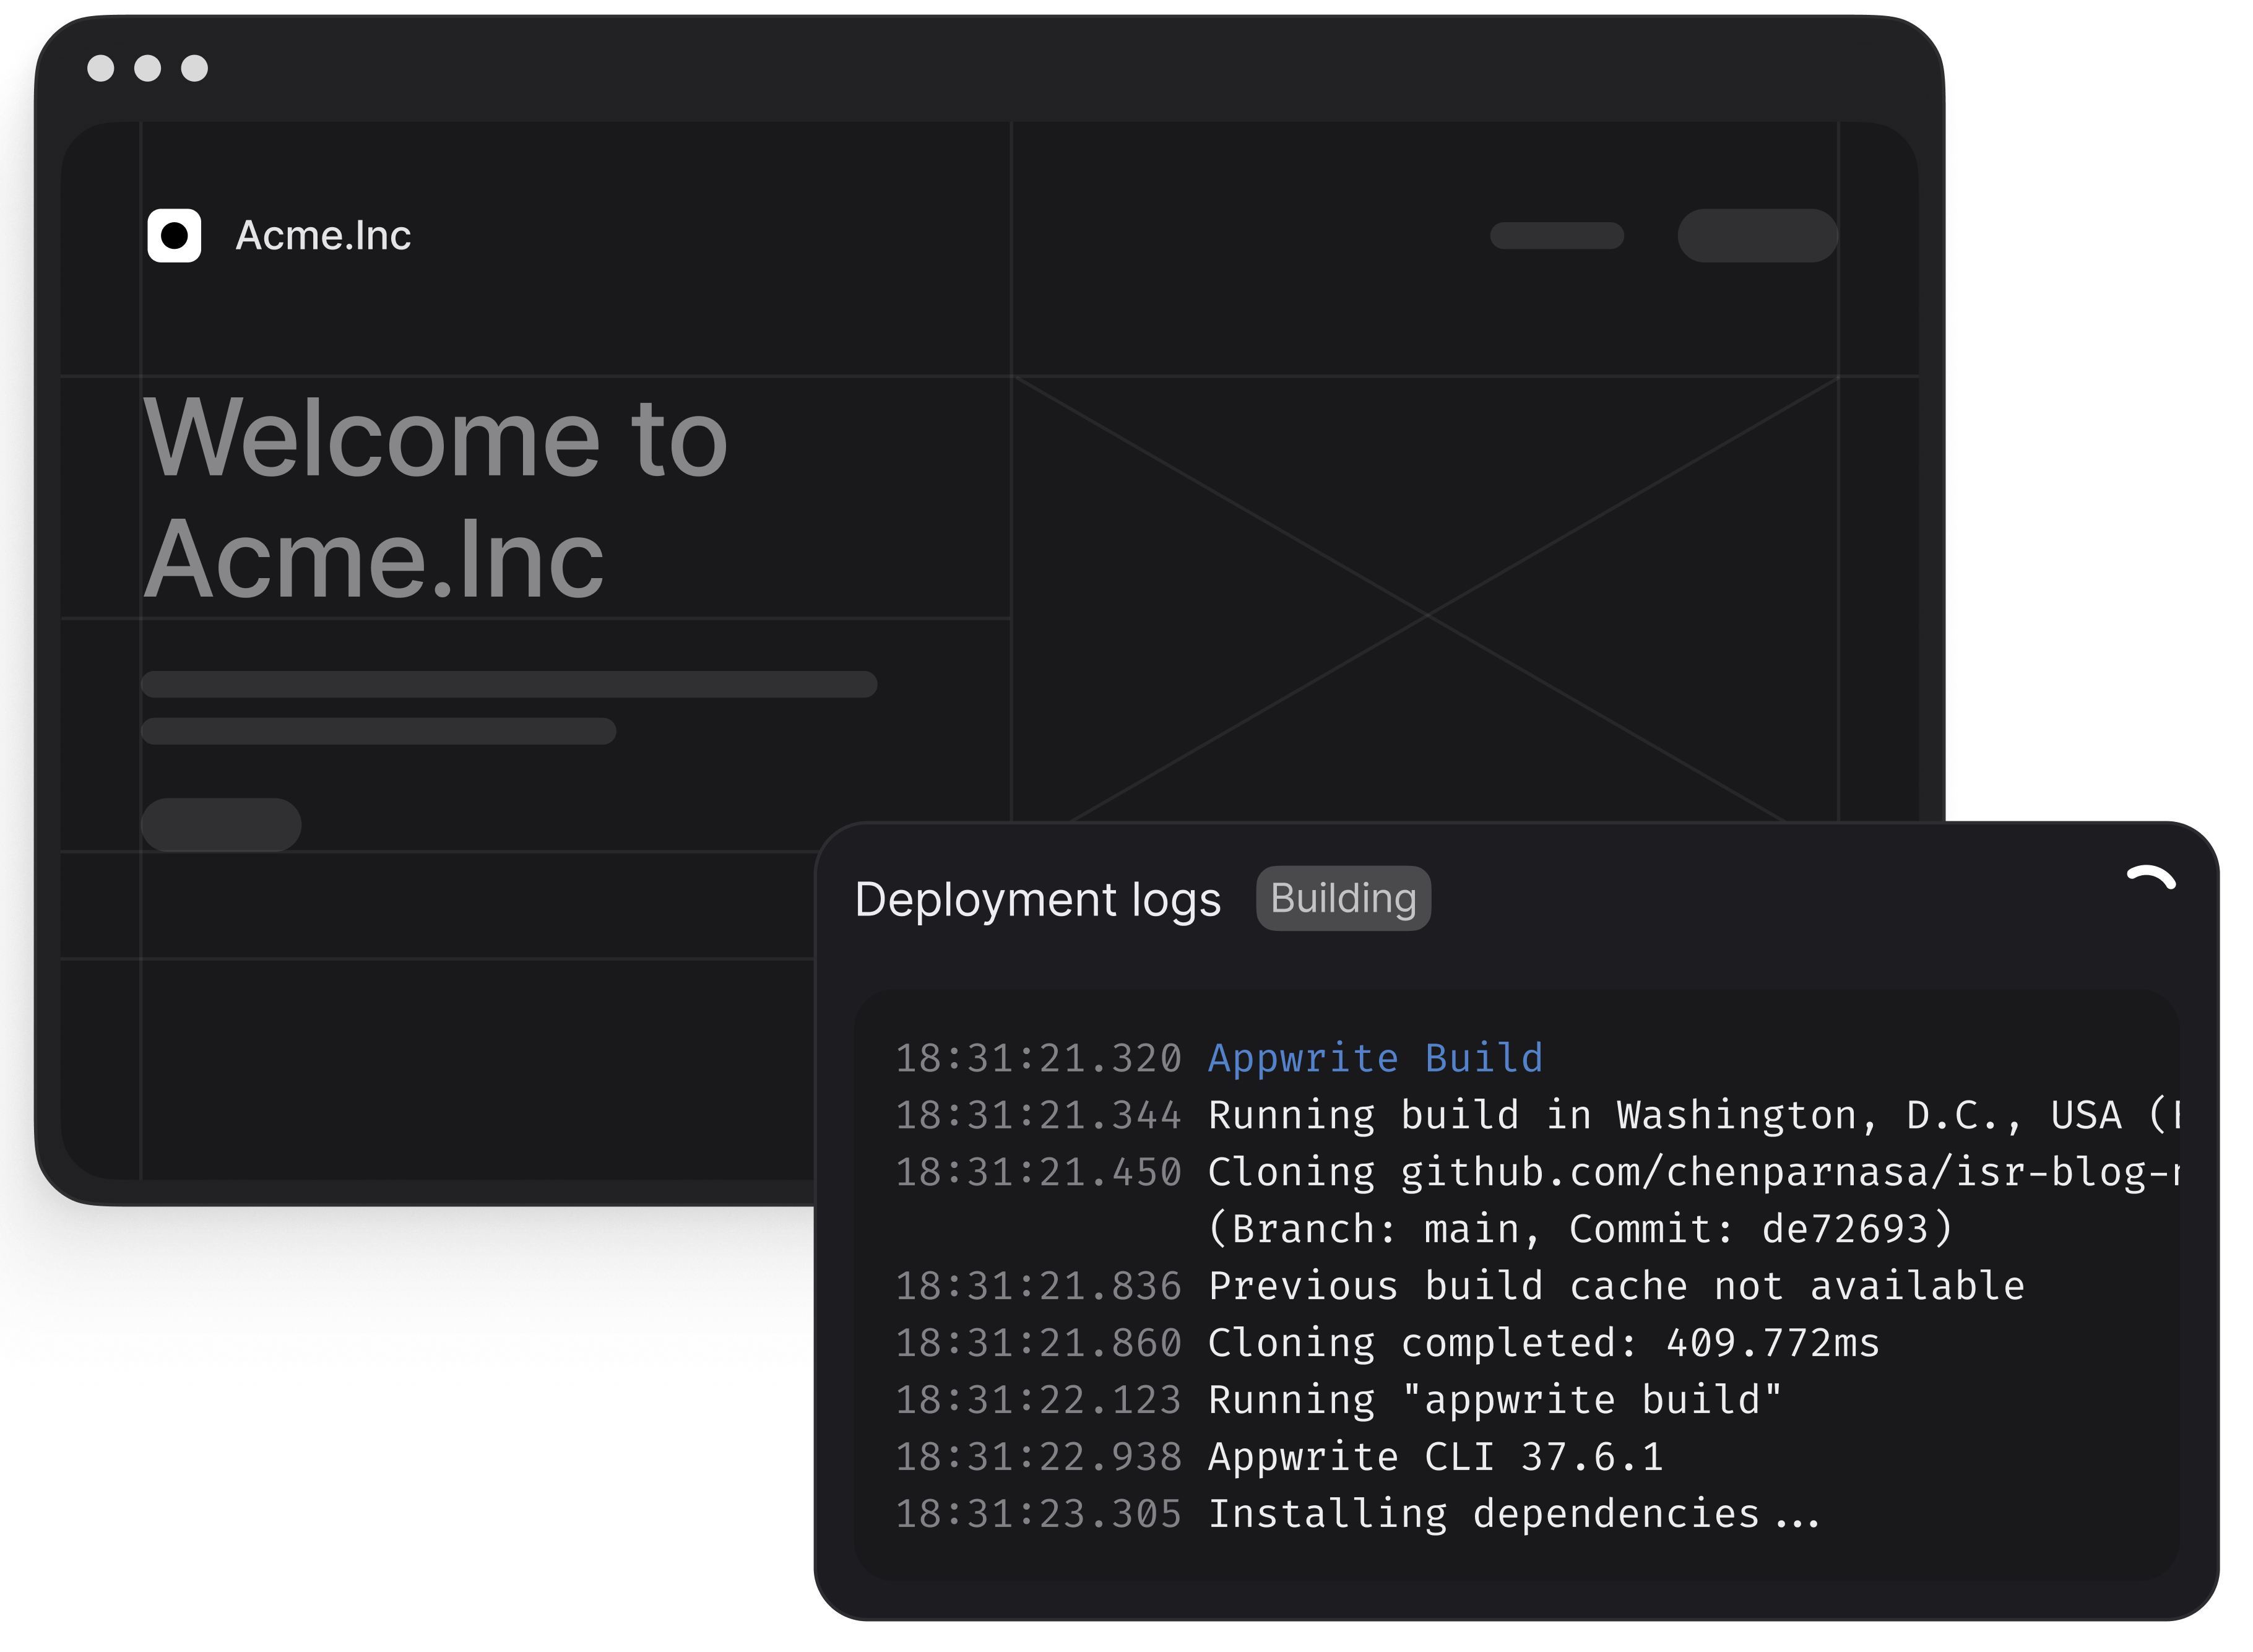 Acme.Inc
Welcome to
Acme.Inc
Deployment logs Building
18:31:21.320 Appwrite Build
18:31:21.344 Running build in Washington, D.C., USA (
18:31:21.450 Cloning github.com/chenparnasa/isr-blog-
(Branch: main, Commit: de72693)
18:31:21.836 Previous build cache not available
18:31:21.860 Cloning completed: 409.772ms
18:31:22.123 Running "appwrite build"
18:31:22.938 Appwrite CLI 37.6.1
18:31:23.305 Installing dependencies...